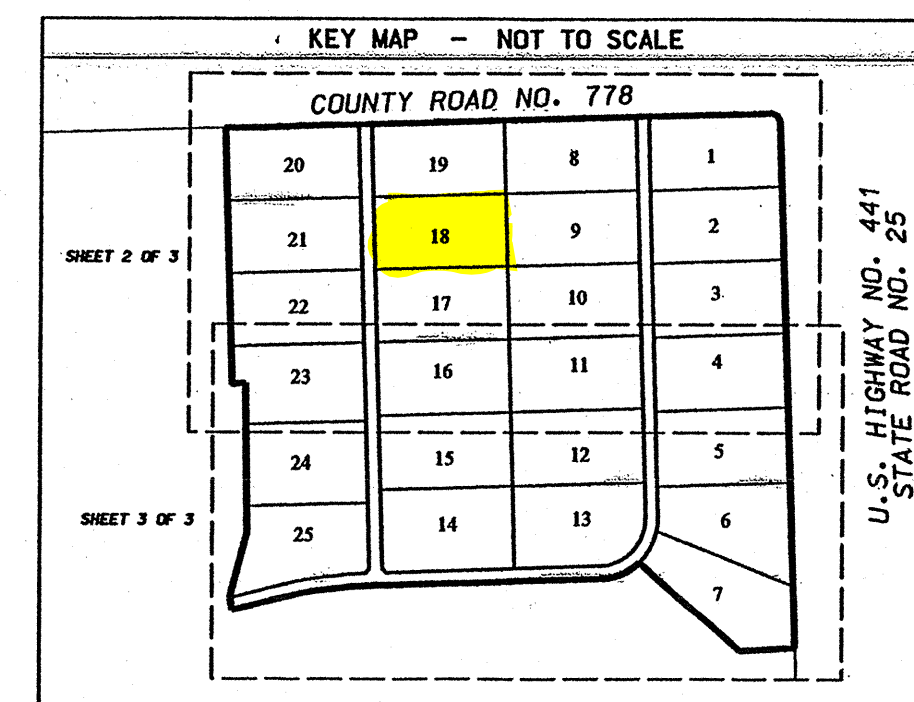 KEY MAP - NOT TO SCALE
COUNTY ROAD NO. 778
20 19 8 1
21 18 9 2
SHEET 2 OF 3
22 17 10 3
23 16 11 4
24 15 12 5
SHEET 3 OF 3
25 14 13 6
7
U.S. HIGHWAY NO. 441
STATE ROAD NO. 25